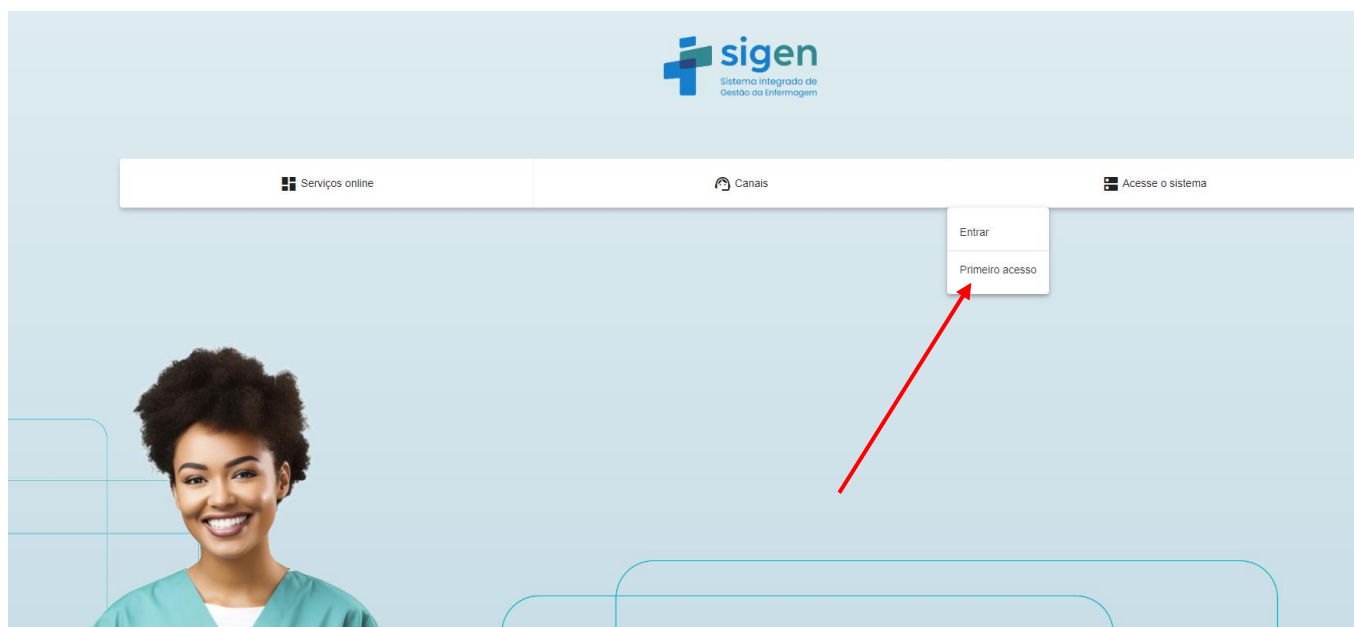 sigen
Sistema integrado de
Gestão da Enfermagem
Serviços online
Canais
Acesse o sistema
Entrar
Primeiro acesso